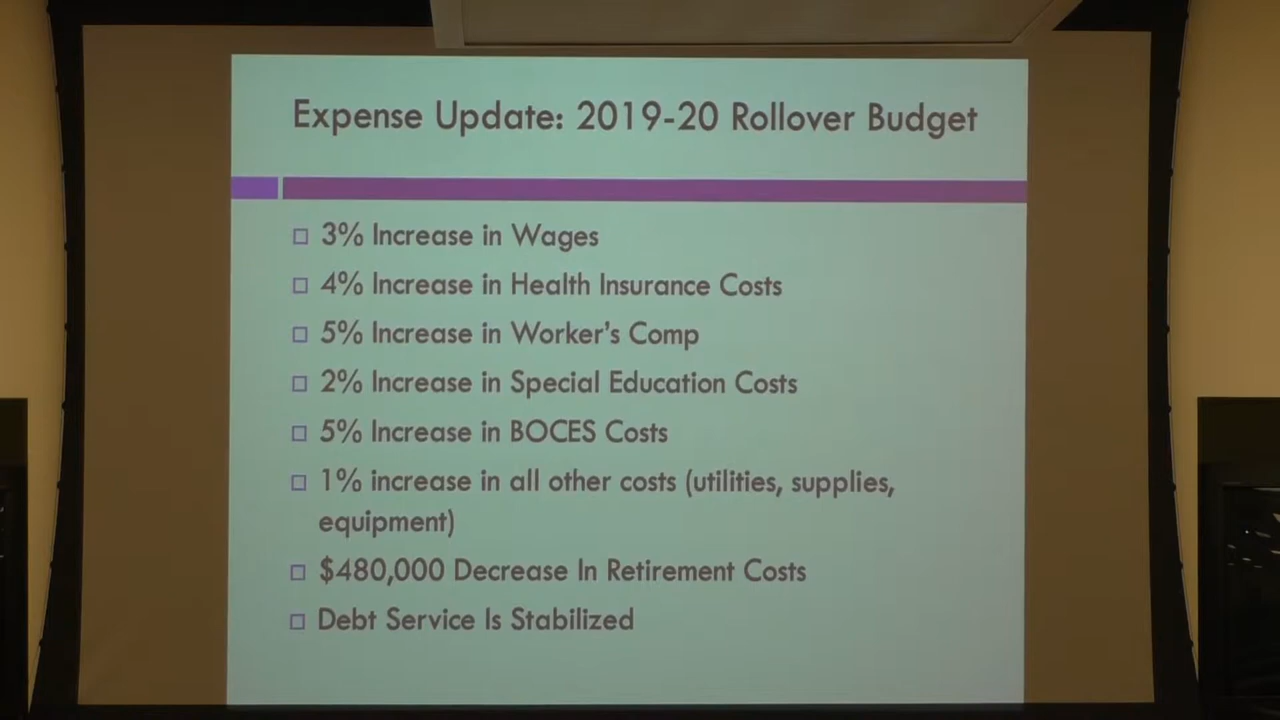 Expense Update: 2019-20 Rollover Budget
3% Increase in Wages
4% Increase in Health Insurance Costs
5% Increase in Worker's Comp
2% Increase in Special Education Costs
5% Increase in BOCES Costs
1% increase in all other costs (utilities, supplies,
equipment)
$480,000 Decrease In Retirement Costs
Debt Service Is Stabilized